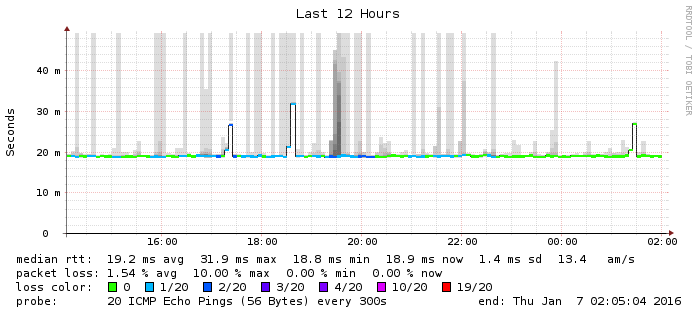 Last 12 Hours
RRDTOOL / TOBI OETIKER
Seconds
40 m
30 m
20 m
10 m
0
16:00 18:00 20:00 22:00 00:00 02:00
median rtt: 19.2 ms avg 31.9 ms max 18.8 ms min 18.9 ms now 1.4 ms sd 13.4 am/s
packet loss: 1.54 % avg 10.00 % max 0.00 % min 0.00 % now
loss color: 0 1/20 2/20 3/20 4/20 10/20 19/20
probe: 20 ICMP Echo Pings (56 Bytes) every 300s end: Thu Jan 7 02:05:04 2016